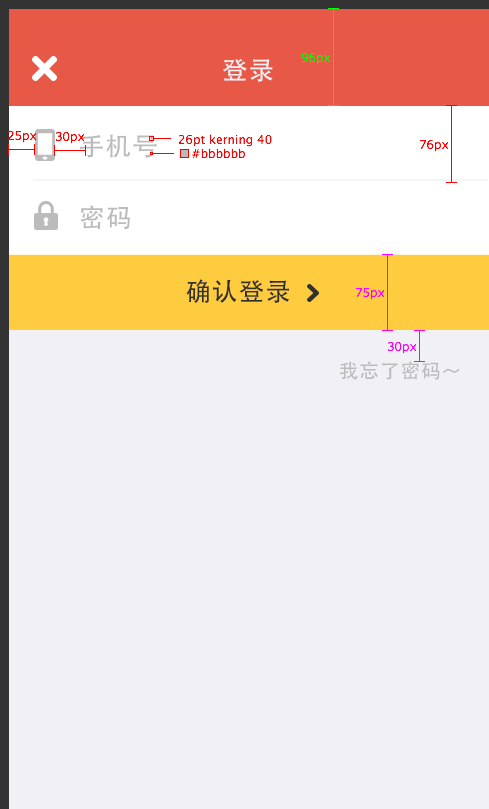 96px
登录
25px
30px
手机号
26pt kerning 40
#bbbbbb
76px
密码
确认登录
75px
30px
我忘了密码～